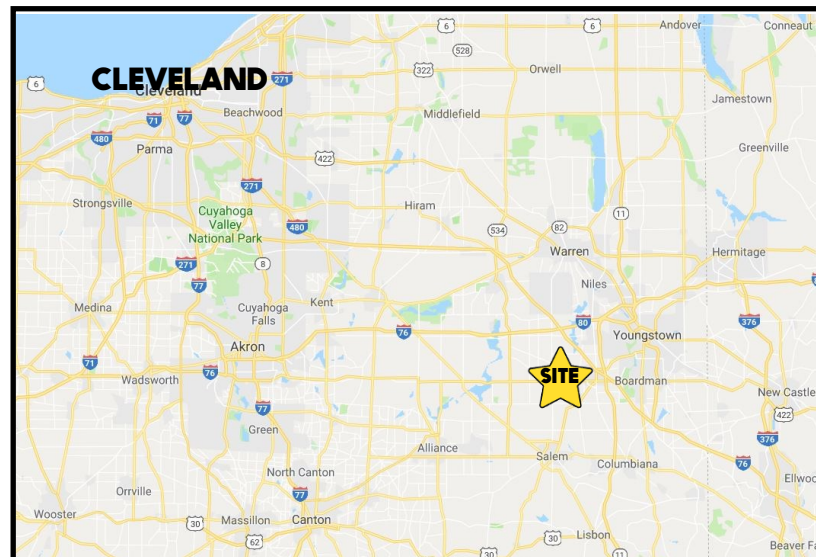 6
6
Andover
Conneaut
528
322
Orwell
CLEVELAND
Cleveland
271
6
Jamestown
Beachwood
Middlefield
71
77
480
Parma
Greenville
422
271
Strongsville
Hiram
Cuyahoga
Valley
National Park
480
11
534
82
Warren
Hermitage
271
8
77
Niles
Medina
Cuyahoga
Falls
Kent
76
80
376
Youngstown
Akron
71
Wadsworth
76
SITE
Boardman
New Castle
77
422
Green
376
Alliance
Salem
Columbiana
76
North Canton
Ellwo
Orrville
77
Wooster
30
Massillon
Canton
62
30
30
Lisbon
11
Beaver Fa